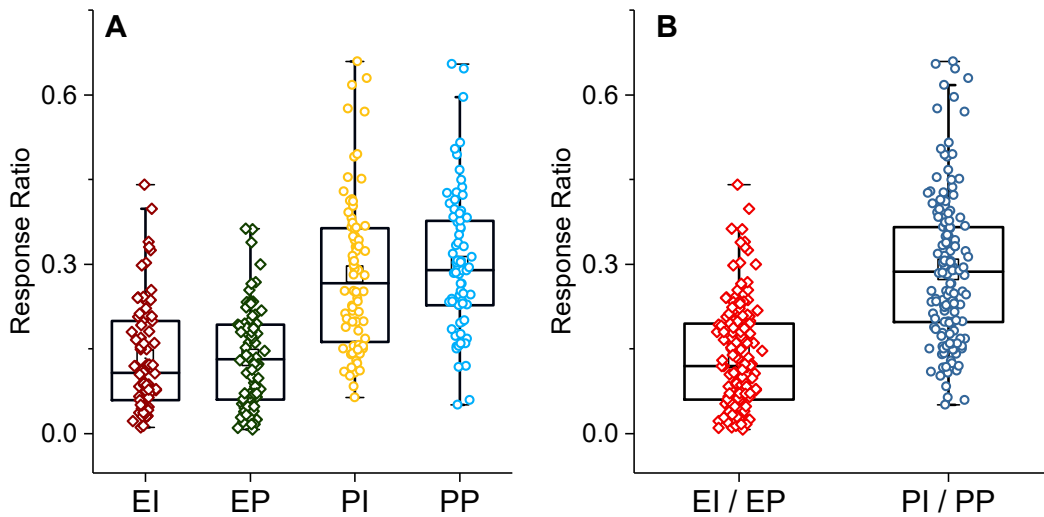 A
Response Ratio
0.6
0.3
0.0
EI EP PI PP
B
Response Ratio
0.6
0.3
0.0
EI / EP PI / PP